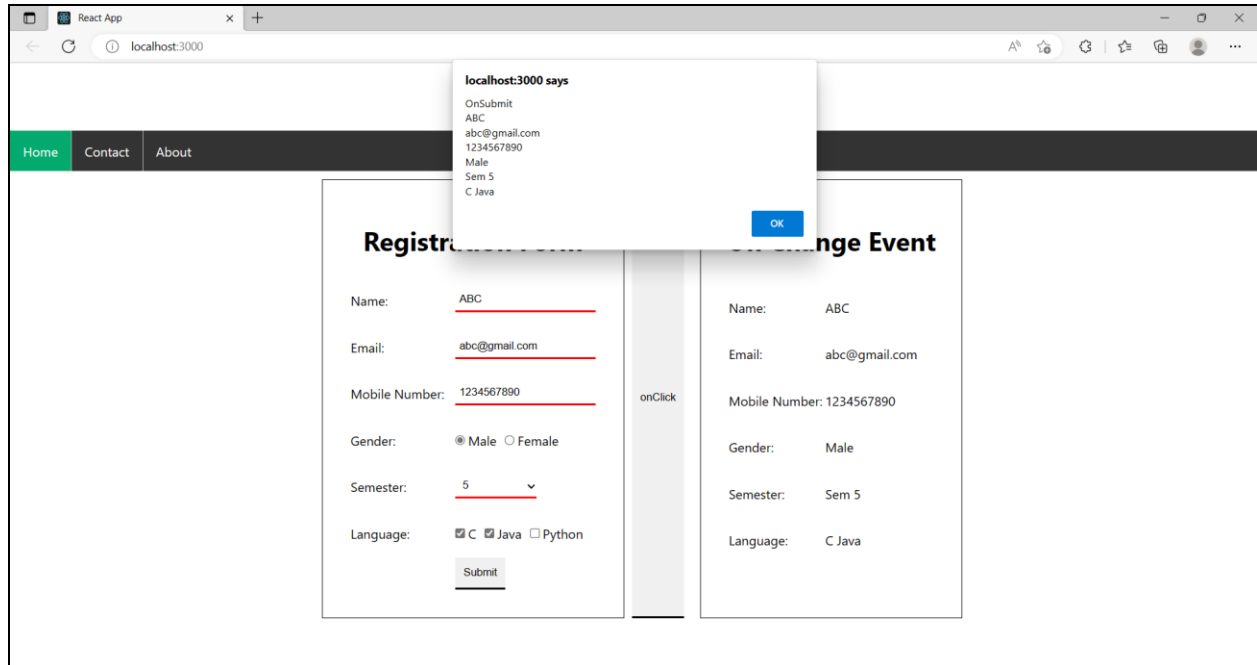 React App
localhost:3000
localhost:3000 says
OnSubmit
ABC
abc@gmail.com
1234567890
Male
Sem 5
C Java
OK
Home Contact About
Name: ABC
Email: abc@gmail.com
Mobile Number: 1234567890
Gender: Male Female
Semester: 5
Language: C Java Python
Submit
onClick
Name: ABC
Email: abc@gmail.com
Mobile Number: 1234567890
Gender: Male
Semester: Sem 5
Language: C Java